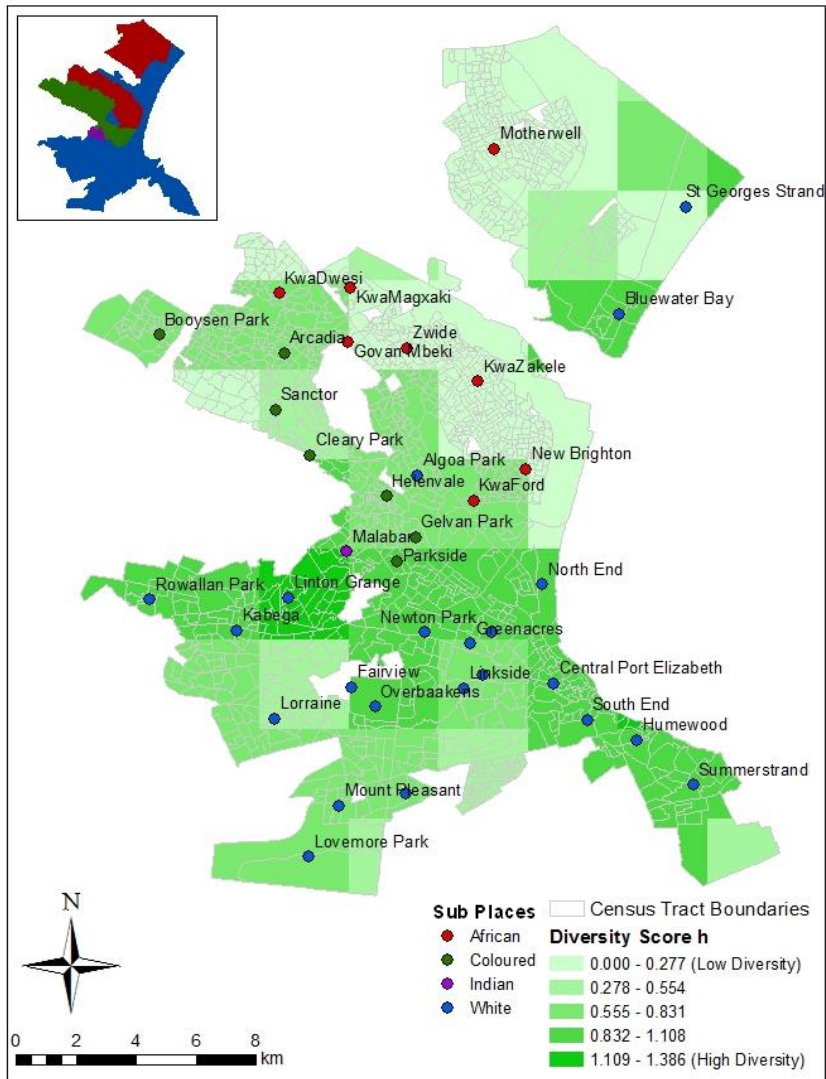 Motherwell
St Georges Strand
Bluewater Bay
KwaDwesi
KwaMagxaki
Booysen Park
Arcadia
Govan Mbeki
Zwide
KwaZakele
Sanctor
Cleary Park
Algoa Park
New Brighton
Helenvale
KwaFord
Gelvan Park
Malabar
Parkside
North End
Rowallan Park
Linton Grange
Kabega
Newton Park
Greenacres
Fairview
Linkside
Central Port Elizabeth
Overbaakens
Lorraine
South End
Humewood
Summerstrand
Mount Pleasant
Lovemore Park
N
0 2 4 6 8
km
Sub Places
African
Coloured
Indian
White
Census Tract Boundaries
Diversity Score h
0.000 - 0.277 (Low Diversity)
0.278 - 0.554
0.555 - 0.831
0.832 - 1.108
1.109 - 1.386 (High Diversity)